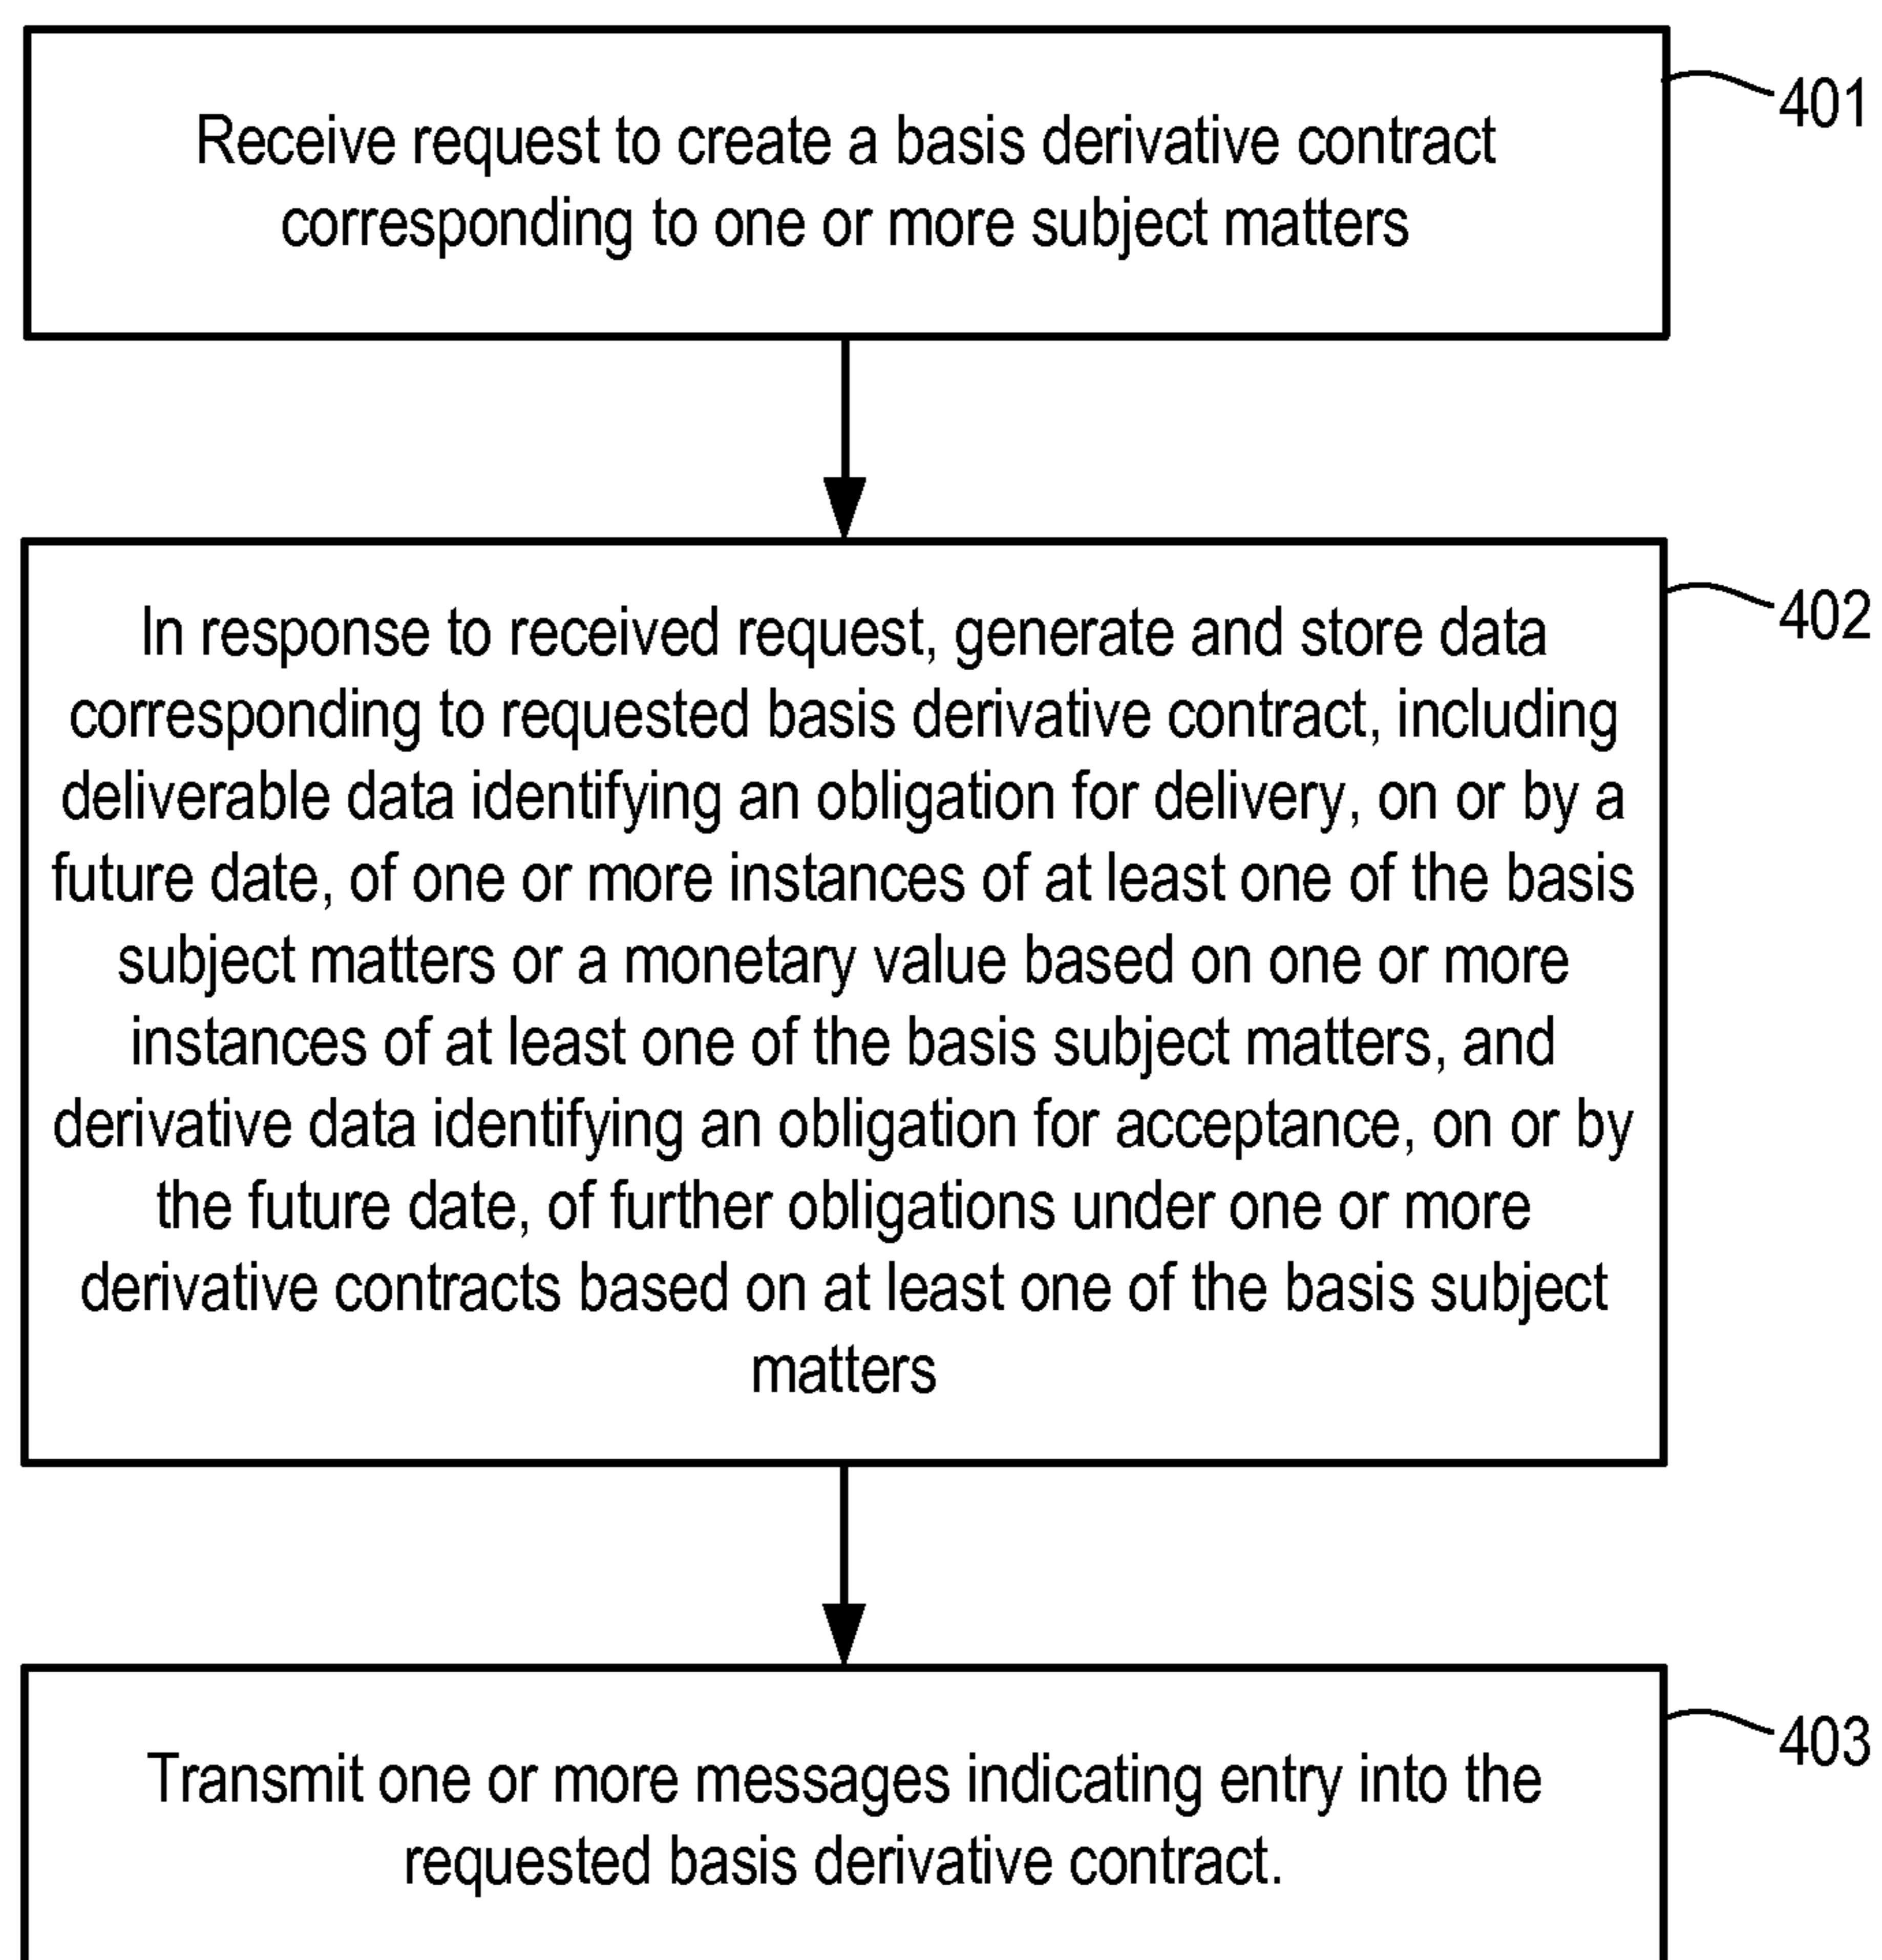 Receive request to create a basis derivative contract
corresponding to one or more subject matters
401
In response to received request, generate and store data
corresponding to requested basis derivative contract, including
deliverable data identifying an obligation for delivery, on or by a
future date, of one or more instances of at least one of the basis
subject matters or a monetary value based on one or more
instances of at least one of the basis subject matters, and
derivative data identifying an obligation for acceptance, on or by
the future date, of further obligations under one or more
derivative contracts based on at least one of the basis subject
matters
402
Transmit one or more messages indicating entry into the
requested basis derivative contract.
403